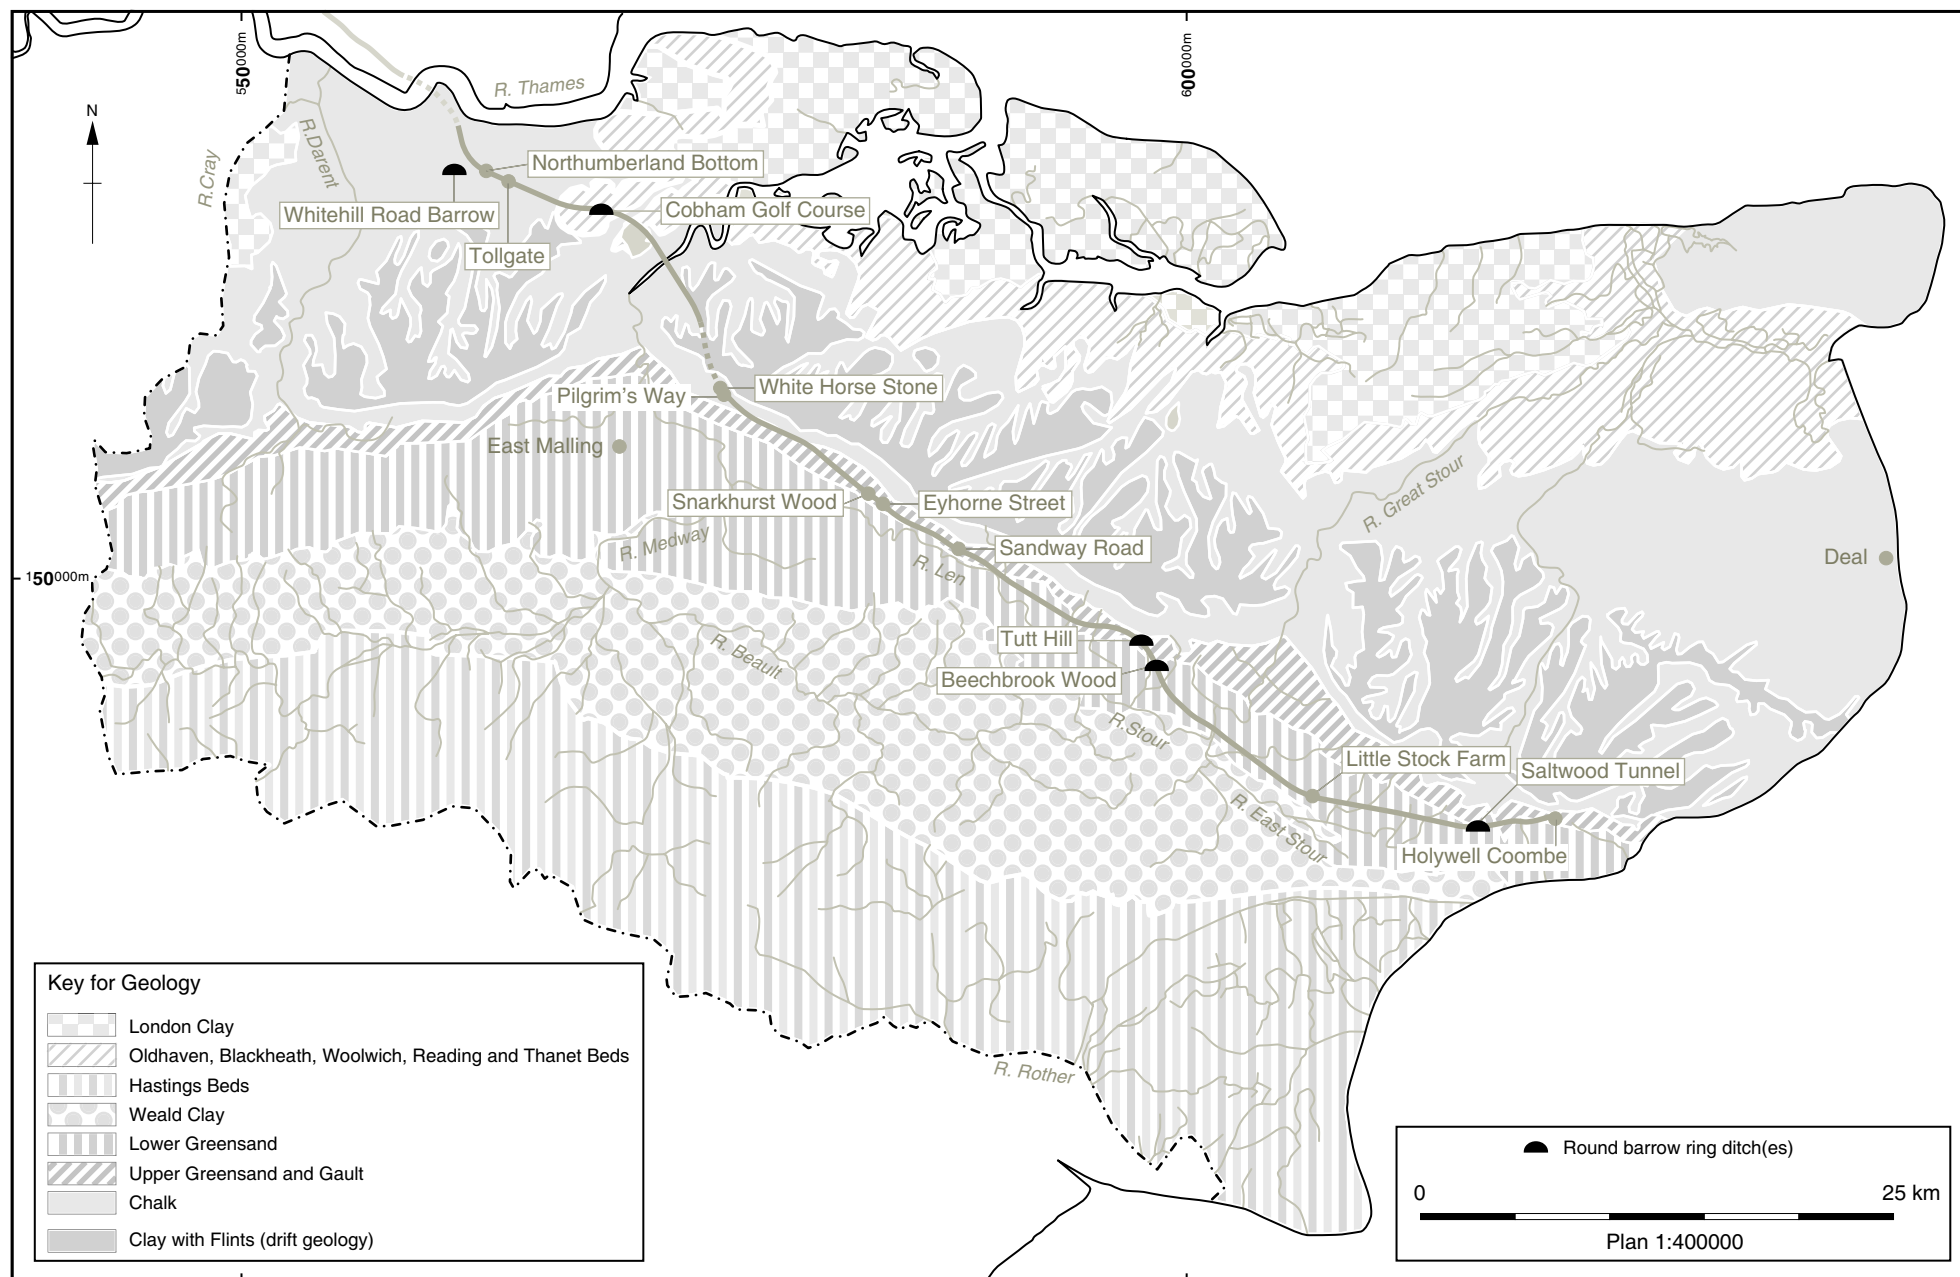 550000m
600000m
N
R. Thames
R.Cray
R.Darent
Northumberland Bottom
Whitehill Road Barrow
Cobham Golf Course
Tollgate
White Horse Stone
Pilgrim's Way
East Malling
Snarkhurst Wood
Eyhorne Street
R. Great Stour
R. Medway
Sandway Road
R. Len
Deal
150000m
Tutt Hill
R. Beault
Beechbrook Wood
R.Stour
Little Stock Farm
Saltwood Tunnel
R. East Stour
Holywell Coombe
R. Rother
Key for Geology
London Clay
Oldhaven, Blackheath, Woolwich, Reading and Thanet Beds
Hastings Beds
Weald Clay
Lower Greensand
Upper Greensand and Gault
Chalk
Clay with Flints (drift geology)
Round barrow ring ditch(es)
0 25 km
Plan 1:400000